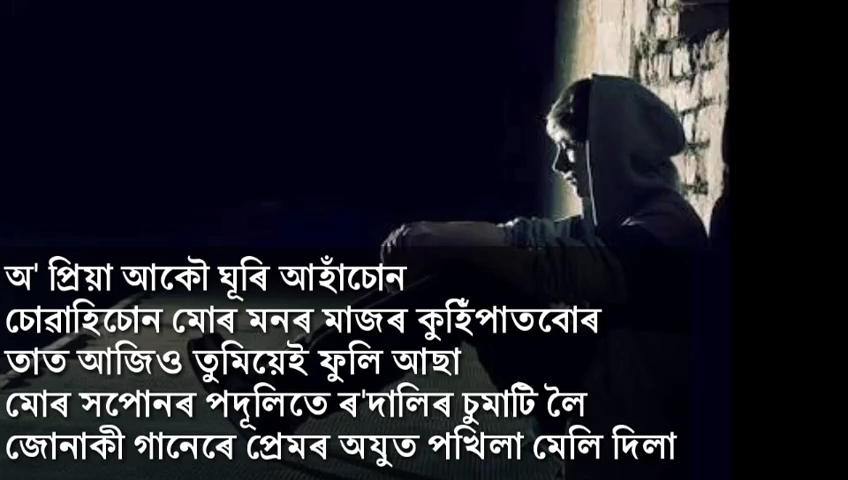 অ' প্ৰিয়া আকৌ ঘূৰি আহাঁচোন
চোৱাহিচোন মোৰ মনৰ মাজৰ কুহিঁপাতবোৰ
তাত আজিও তুমিয়েই ফুলি আছা
মোৰ সপোনৰ পদূলিতে ৰ'দালিৰ চুমাটি লৈ
জোনাকী গানেৰে প্ৰেমৰ অযুত পখিলা মেলি দিলা